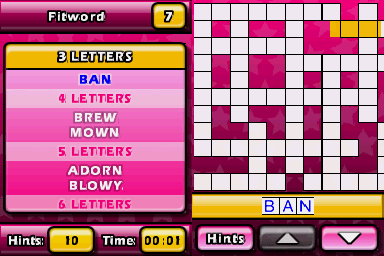 Fitword
7
3 LETTERS
BAN
4 LETTERS
BREW
MOWN
5 LETTERS
ADORN
BLOWY
6 LETTERS
BAN
Hints: 10 Time: 00:01
Hints